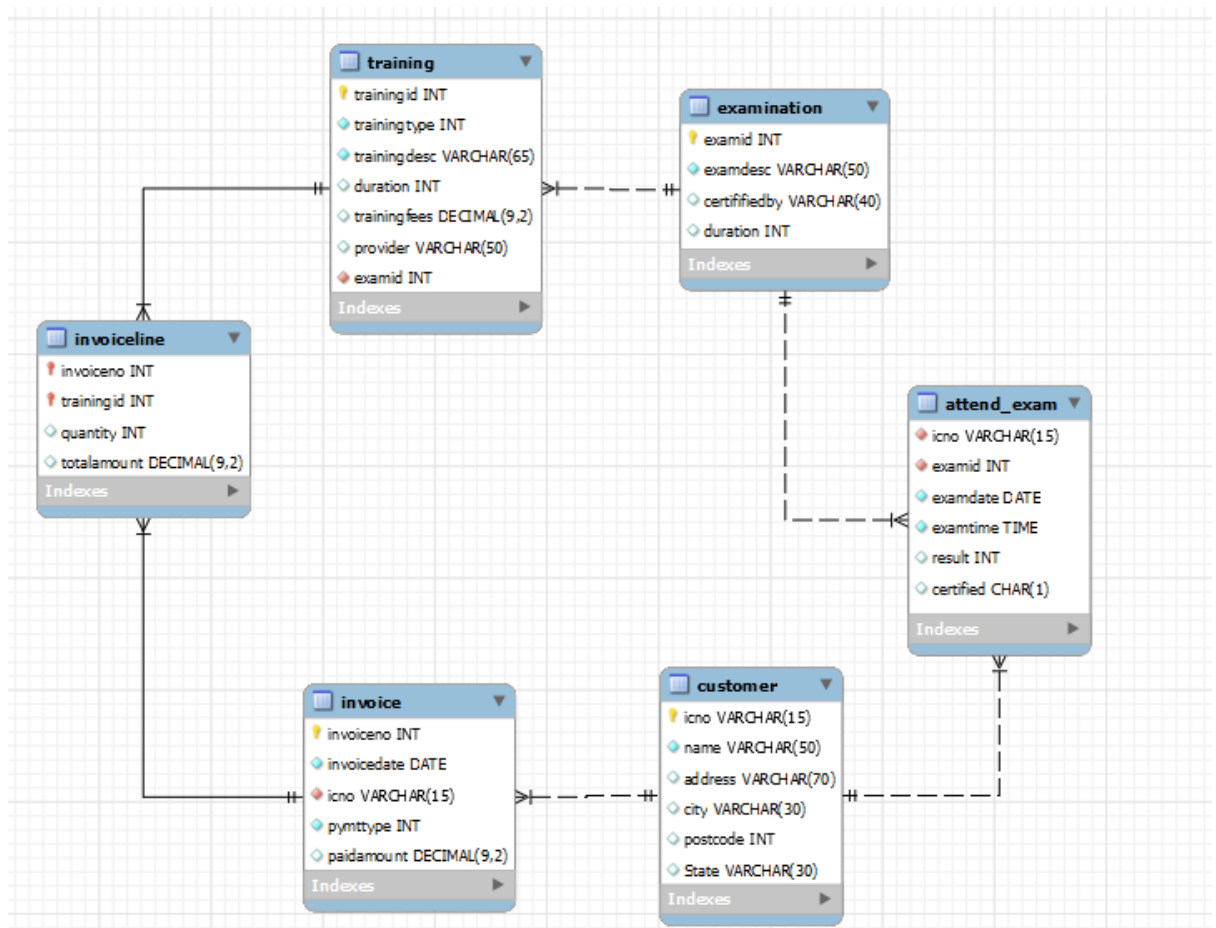 training
trainingid INT
trainingtype INT
trainingdesc VARCHAR(65)
duration INT
trainingfees DECIMAL(9,2)
provider VARCHAR(50)
examid INT
Indexes
examination
examid INT
examdesc VARCHAR(50)
certififiedby VARCHAR(40)
duration INT
Indexes
invoiceline
invoiceno INT
trainingid INT
quantity INT
totalamount DECIMAL(9,2)
Indexes
attend_exam
icno VARCHAR(15)
examid INT
examdate DATE
examtime TIME
result INT
certified CHAR(1)
Indexes
invoice
invoiceno INT
invoicedate DATE
icno VARCHAR(15)
pymttype INT
paidamount DECIMAL(9,2)
Indexes
customer
icno VARCHAR(15)
name VARCHAR(50)
address VARCHAR(70)
city VARCHAR(30)
postcode INT
State VARCHAR(30)
Indexes